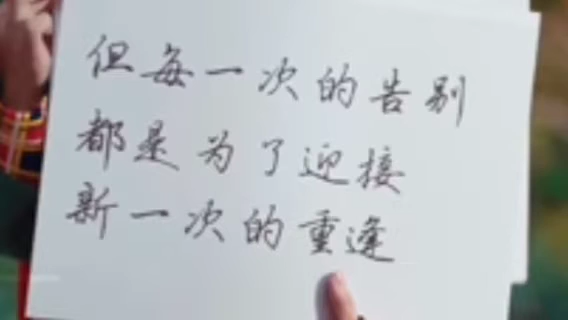 但每一次的告别
都是为了迎接
新一次的重逢